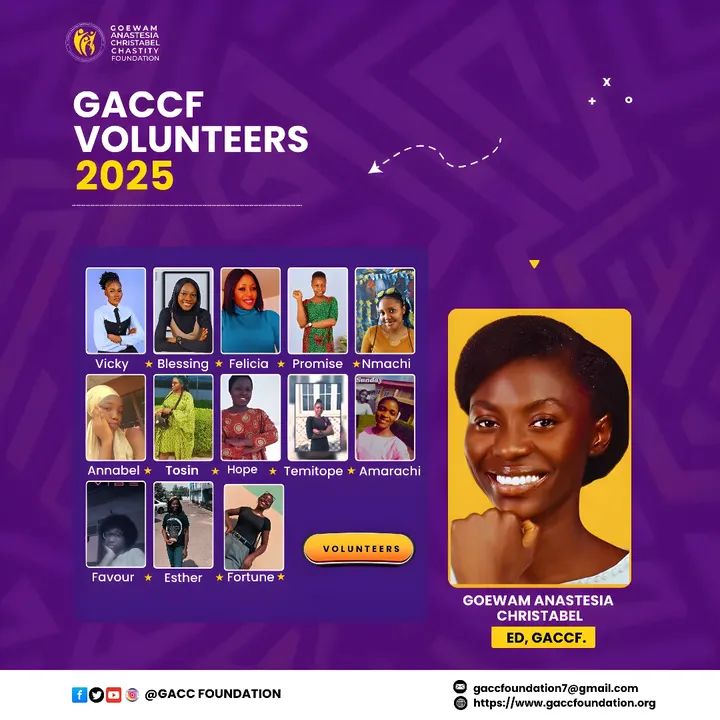 GOEWAM
ANASTESIA
CHRISTABEL
CHASTITY
FOUNDATION
GACCF
VOLUNTEERS
2025
x
+ o
Vicky ★ Blessing ★ Felicia ★ Promise ★ Nmachi
Sunday
Annabel ★ Tosin ★ Hope ★ Temitope ★ Amarachi
Favour ★ Esther ★ Fortune ★
VOLUNTEERS
GOEWAM ANASTESIA
CHRISTABEL
ED, GACCF.
@GACC FOUNDATION
gaccfoundation7@gmail.com
https://www.gaccfoundation.org